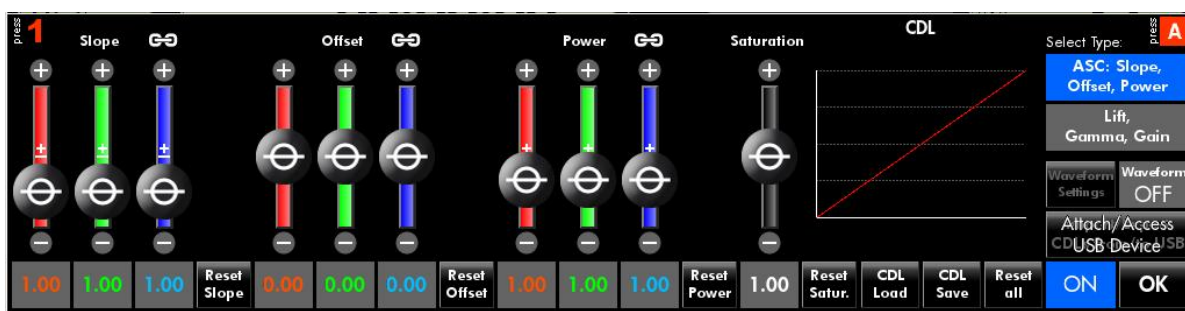 press
1
Slope
Offset
Power
Saturation
CDL
press
A
Select Type:
ASC: Slope,
Offset, Power
Lift,
Gamma, Gain
Waveform
Settings
Waveform
OFF
Attach/Access
USB Device
1.00
1.00
1.00
Reset
Slope
0.00
0.00
0.00
Reset
Offset
1.00
1.00
1.00
Reset
Power
1.00
Reset
Satur.
CDL
Load
CDL
Save
Reset
all
ON
OK